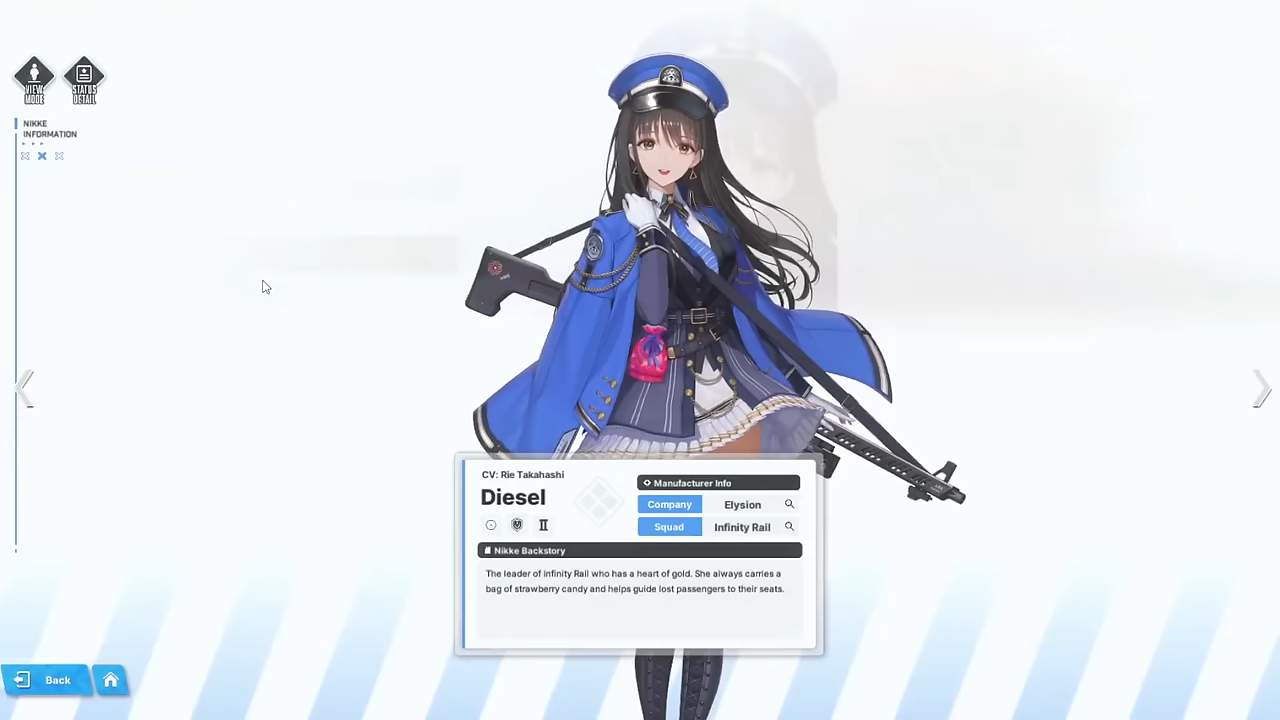 VIEW
MODE
STATUS
DETAIL
NIKKE
INFORMATION
CV: Rie Takahashi
Diesel
II
Manufacturer Info
Company Elysion
Squad Infinity Rail
Nikke Backstory
The leader of Infinity Rail who has a heart of gold. She always carries a
bag of strawberry candy and helps guide lost passengers to their seats.
Back